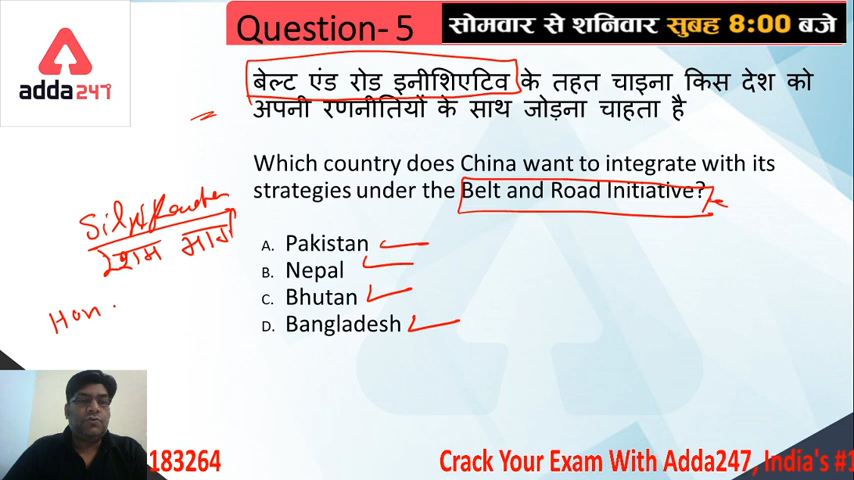 Question- 5
सोमवार से शनिवार सुबह 8:00 बजे
adda247
बेल्ट एंड रोड इनीशिएटिव के तहत चाइना किस देश को
अपनी रणनीतियों के साथ जोड़ना चाहता है
Which country does China want to integrate with its
strategies under the Belt and Road Initiative?
रेशम मार्ग
Hon
A. Pakistan
B. Nepal
C. Bhutan
D. Bangladesh
183264
Crack Your Exam With Adda247, India's #1